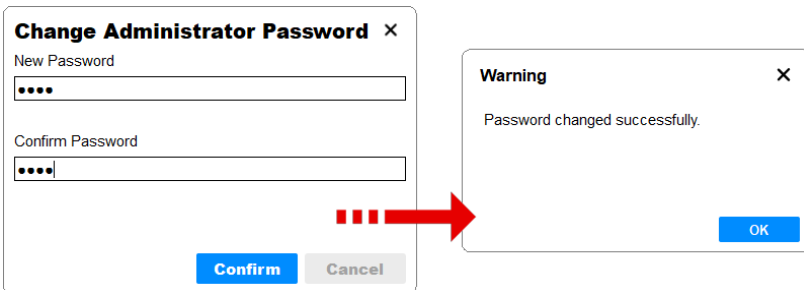 Change Administrator Password ×
New Password
••••
Confirm Password
••••
Confirm Cancel
Warning ×
Password changed successfully.
OK